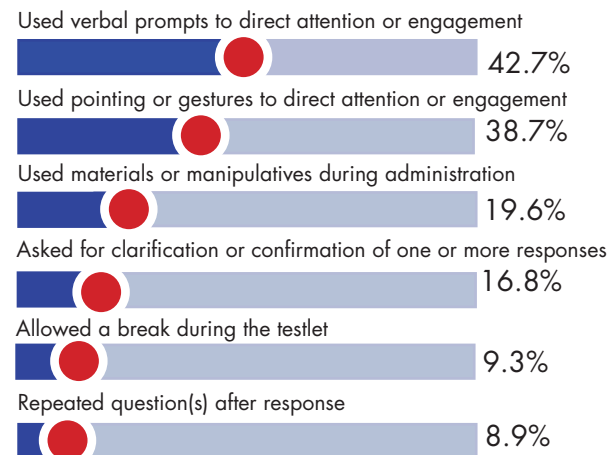 Used verbal prompts to direct attention or engagement
42.7%
Used pointing or gestures to direct attention or engagement
38.7%
Used materials or manipulatives during administration
19.6%
Asked for clarification or confirmation of one or more responses
16.8%
Allowed a break during the testlet
9.3%
Repeated question(s) after response
8.9%